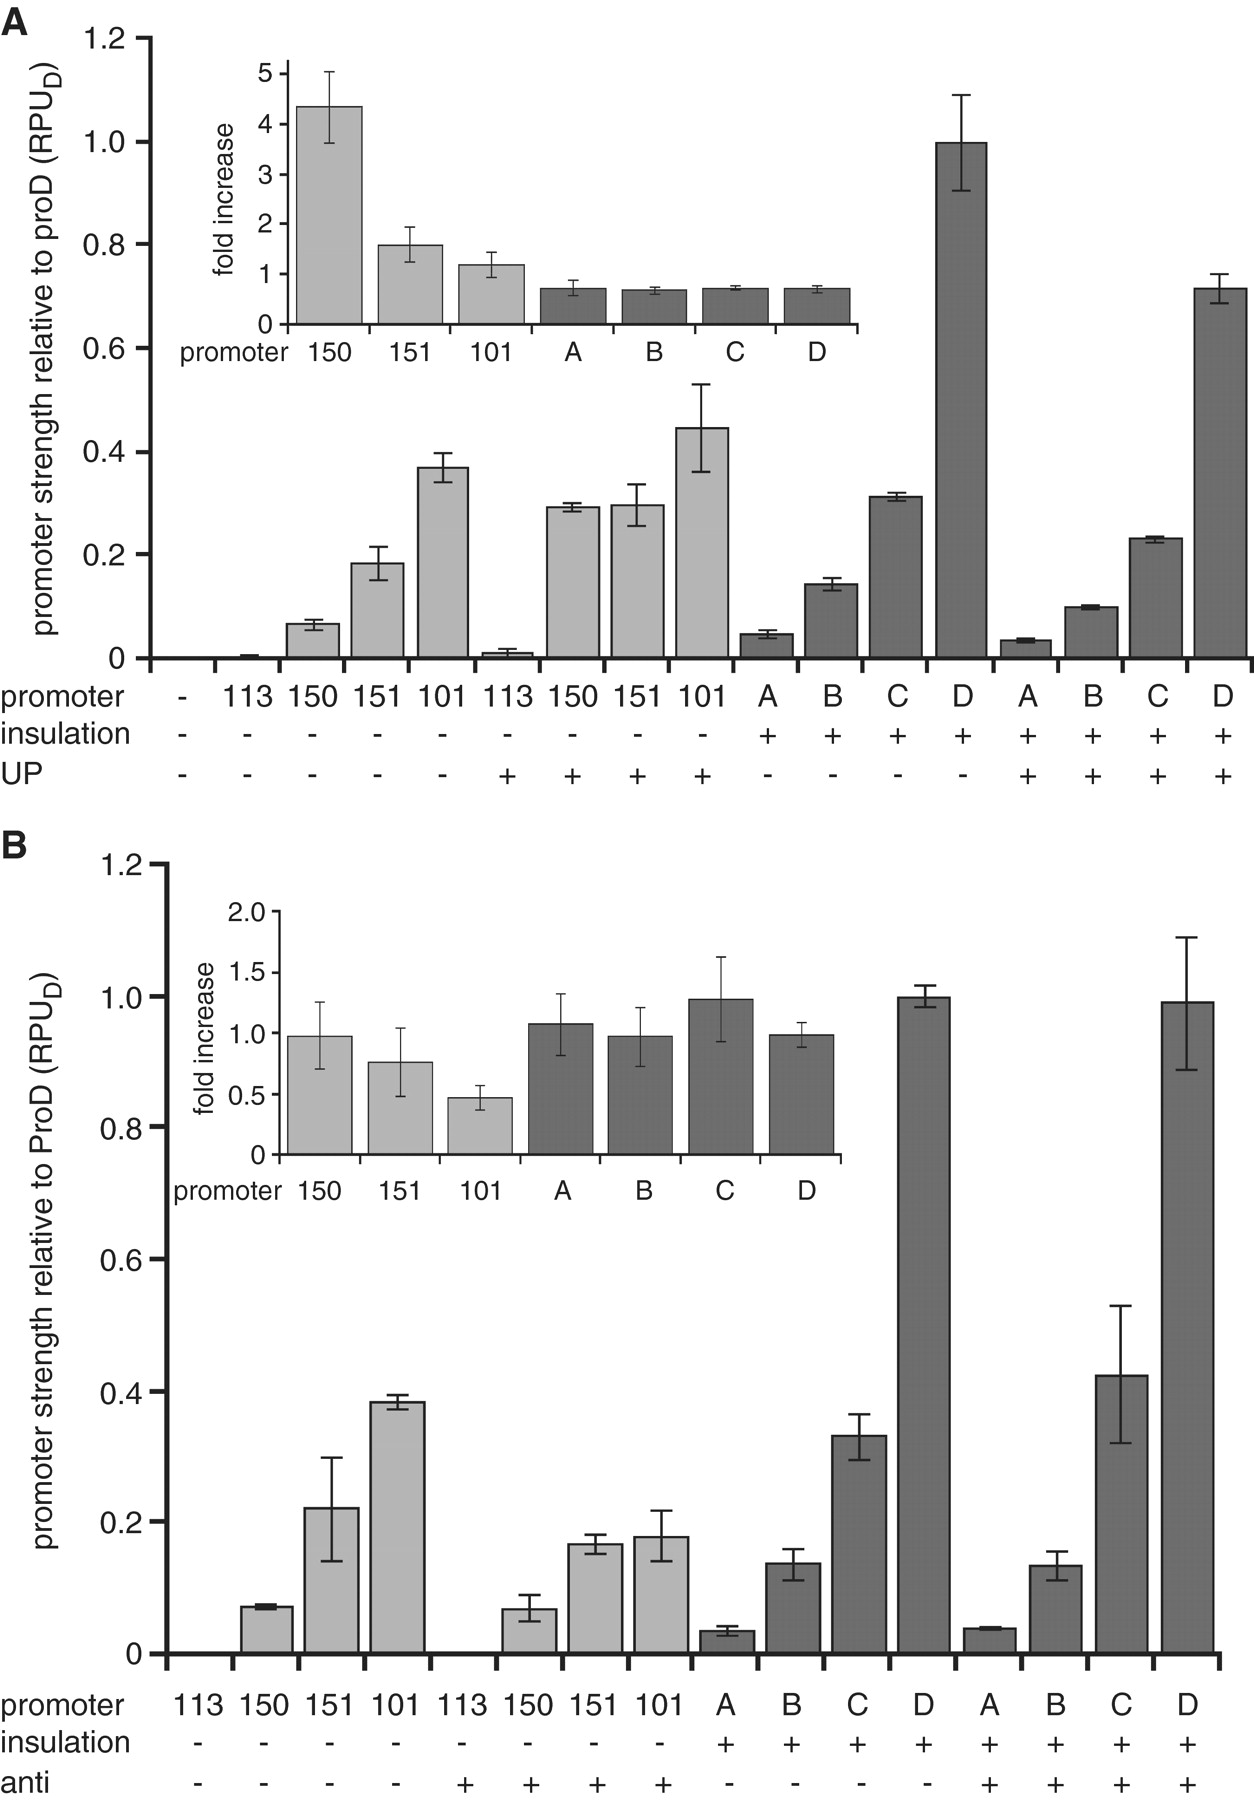 A
promoter strength relative to proD (RPU_D)
1.2
1.0
0.8
0.6
0.4
0.2
0
fold increase
5
4
3
2
1
0
promoter 150 151 101 A B C D
promoter - 113 150 151 101 113 150 151 101 A B C D A B C D
insulation - - - - - - - - - + + + + + + + +
UP - - - - - + + + + - - - - + + + +
B
promoter strength relative to ProD (RPU_D)
1.2
1.0
0.8
0.6
0.4
0.2
0
fold increase
2.0
1.5
1.0
0.5
0
promoter 150 151 101 A B C D
promoter 113 150 151 101 113 150 151 101 A B C D A B C D
insulation - - - - - - - - + + + + + + + +
anti - - - - + + + + - - - - + + + +